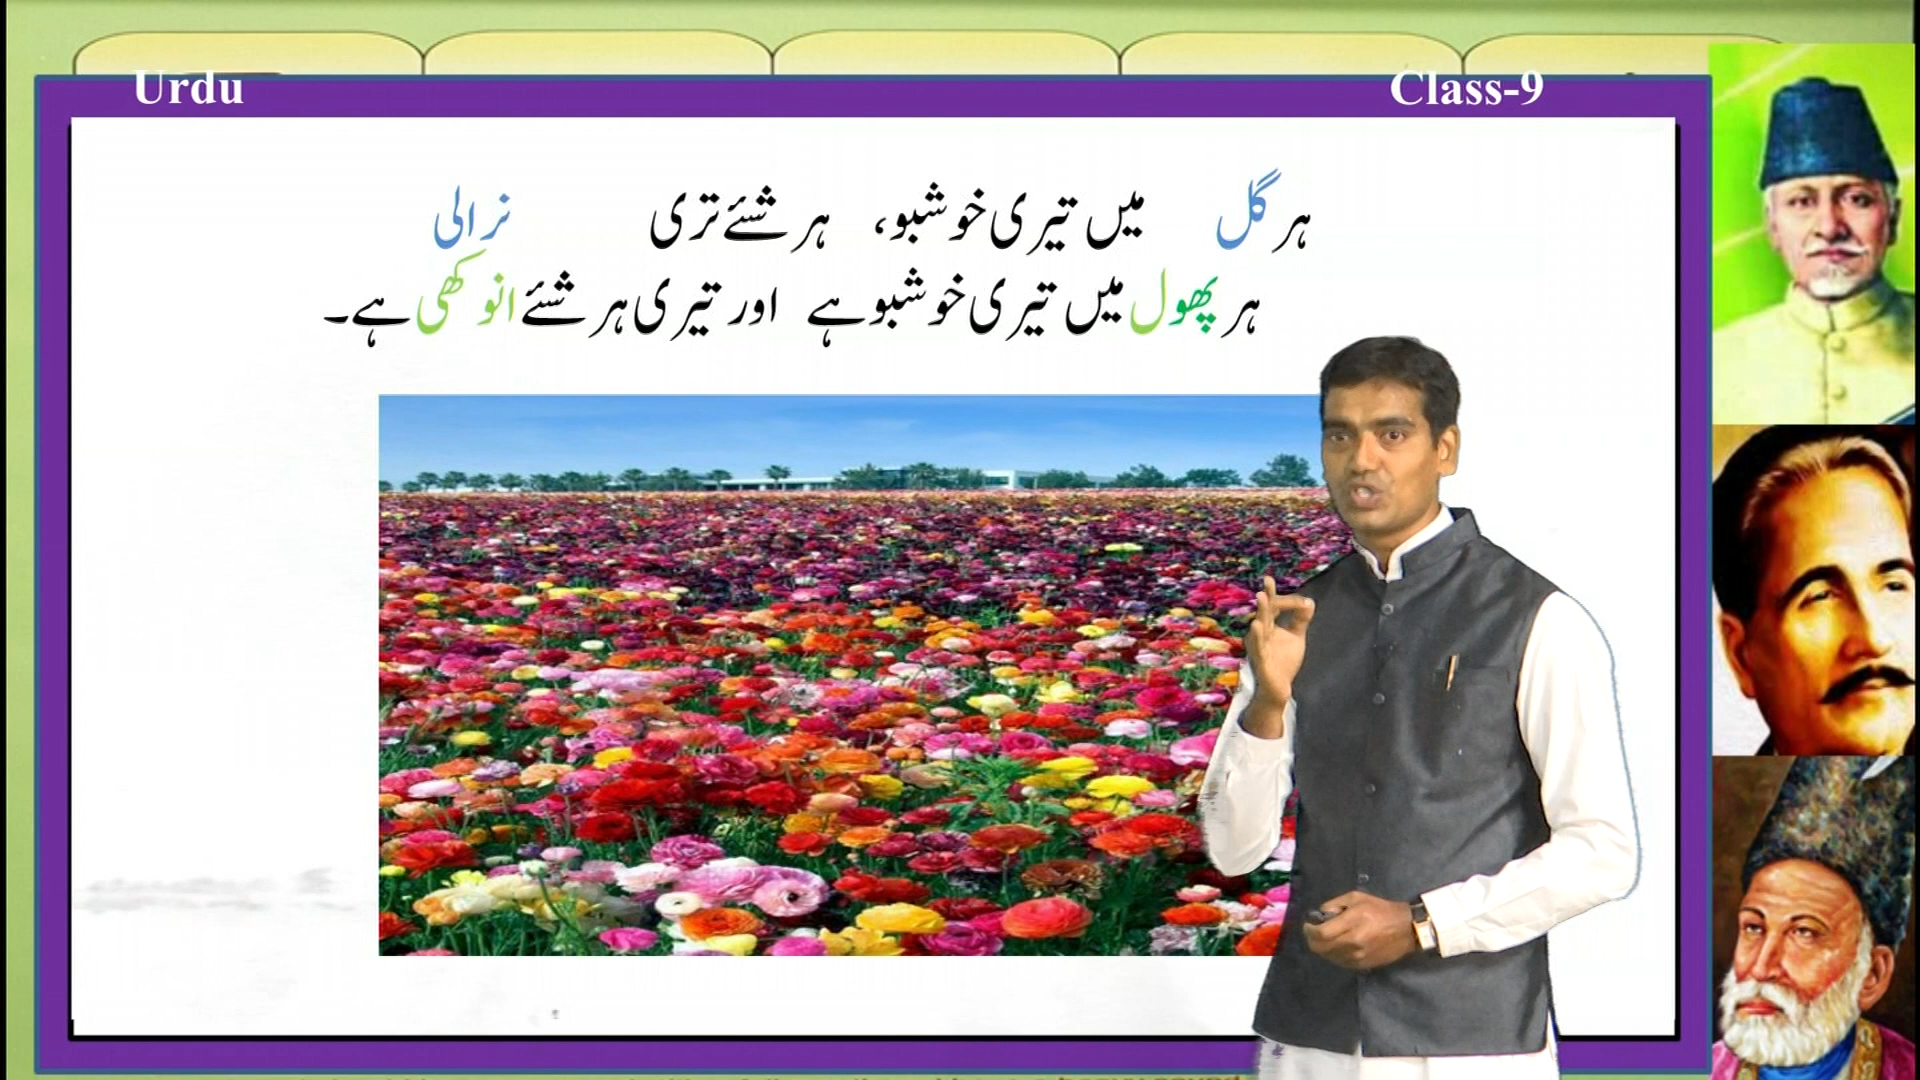 Urdu
Class-9
ہر گل میں تیری خوشبو، ہر شئے تری نرالی
ہر پھول میں تیری خوشبو ہے اور تیری ہر شئے انوکھی ہے۔